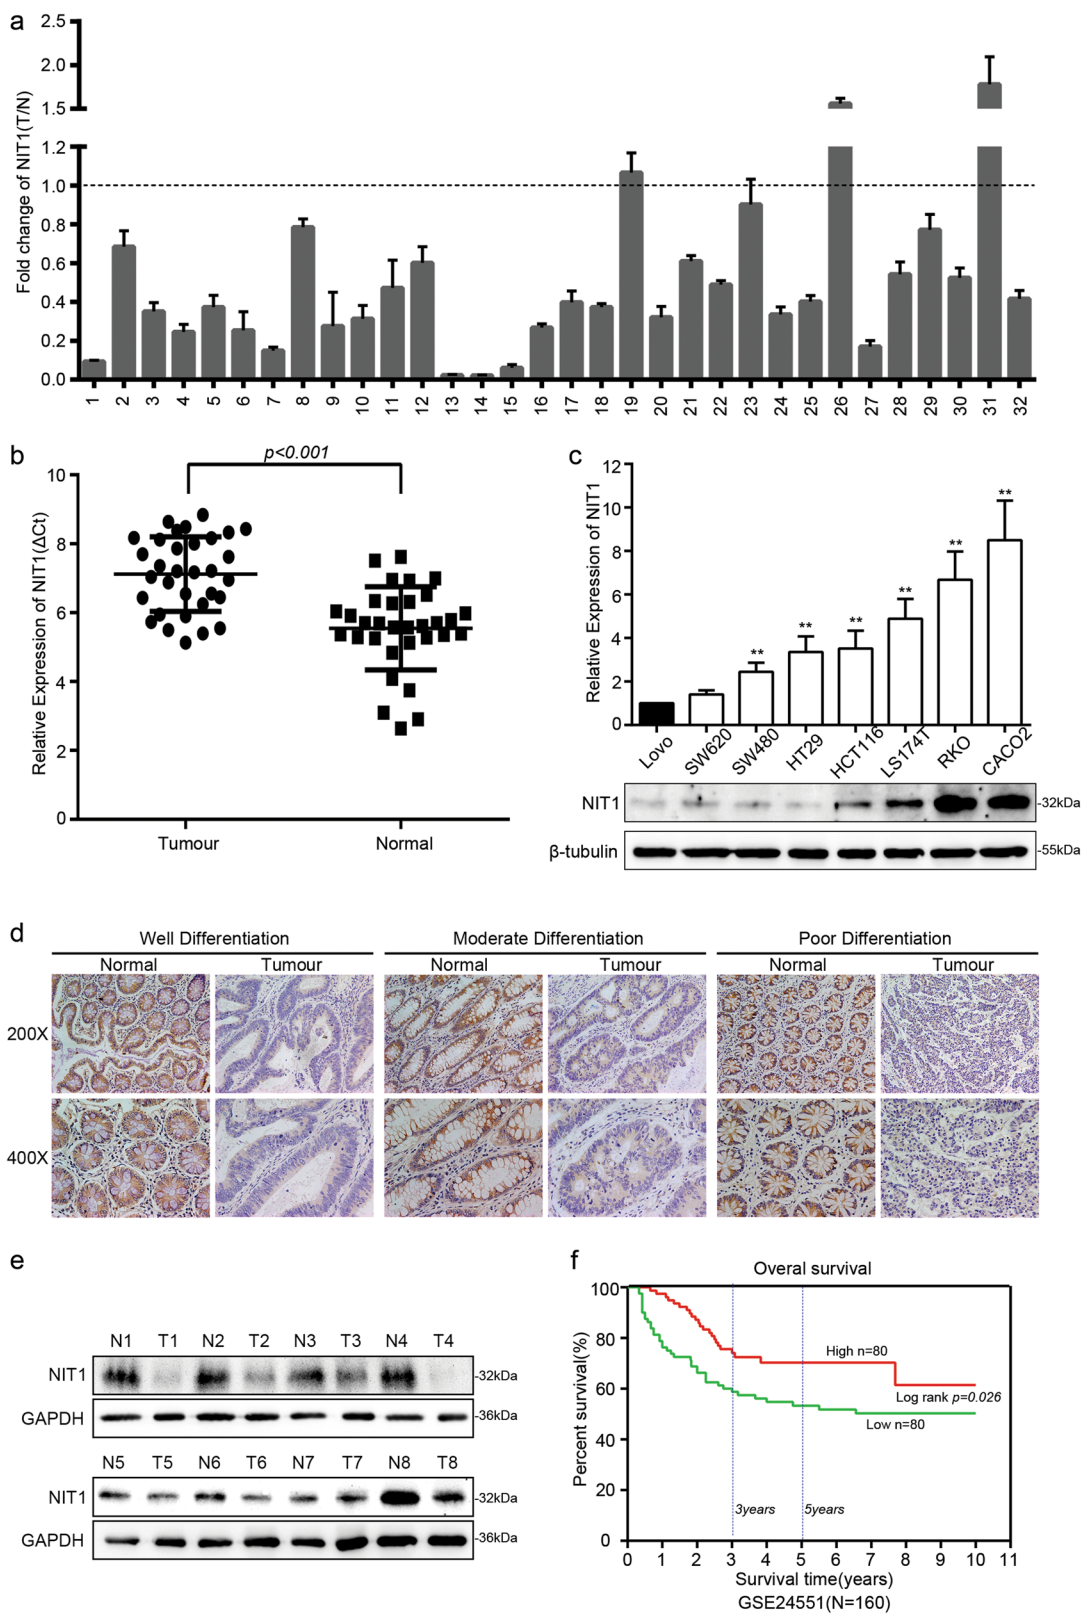 a
Fold change of NIT1(T/N)
2.5
2.0
1.5
1.2
1.0
0.8
0.6
0.4
0.2
0.0
1 2 3 4 5 6 7 8 9 10 11 12 13 14 15 16 17 18 19 20 21 22 23 24 25 26 27 28 29 30 31 32
b
p<0.001
Relative Expression of NIT1(ΔCt)
10
8
6
4
2
0
Tumour Normal
c
Relative Expression of NIT1
12
10
8
6
4
2
0
** ** ** ** ** **
Lovo SW620 SW480 HT29 HCT116 LS174T RKO CACO2
NIT1 -32kDa
β-tubulin -55kDa
d
Well Differentiation Moderate Differentiation Poor Differentiation
Normal Tumour Normal Tumour Normal Tumour
200X
400X
e
N1 T1 N2 T2 N3 T3 N4 T4
NIT1 -32kDa
GAPDH -36kDa
N5 T5 N6 T6 N7 T7 N8 T8
NIT1 -32kDa
GAPDH -36kDa
f
Overal survival
Percent survival(%)
100
80
60
40
20
0
High n=80
Log rank p=0.026
Low n=80
3years 5years
0 1 2 3 4 5 6 7 8 9 10 11
Survival time(years)
GSE24551(N=160)